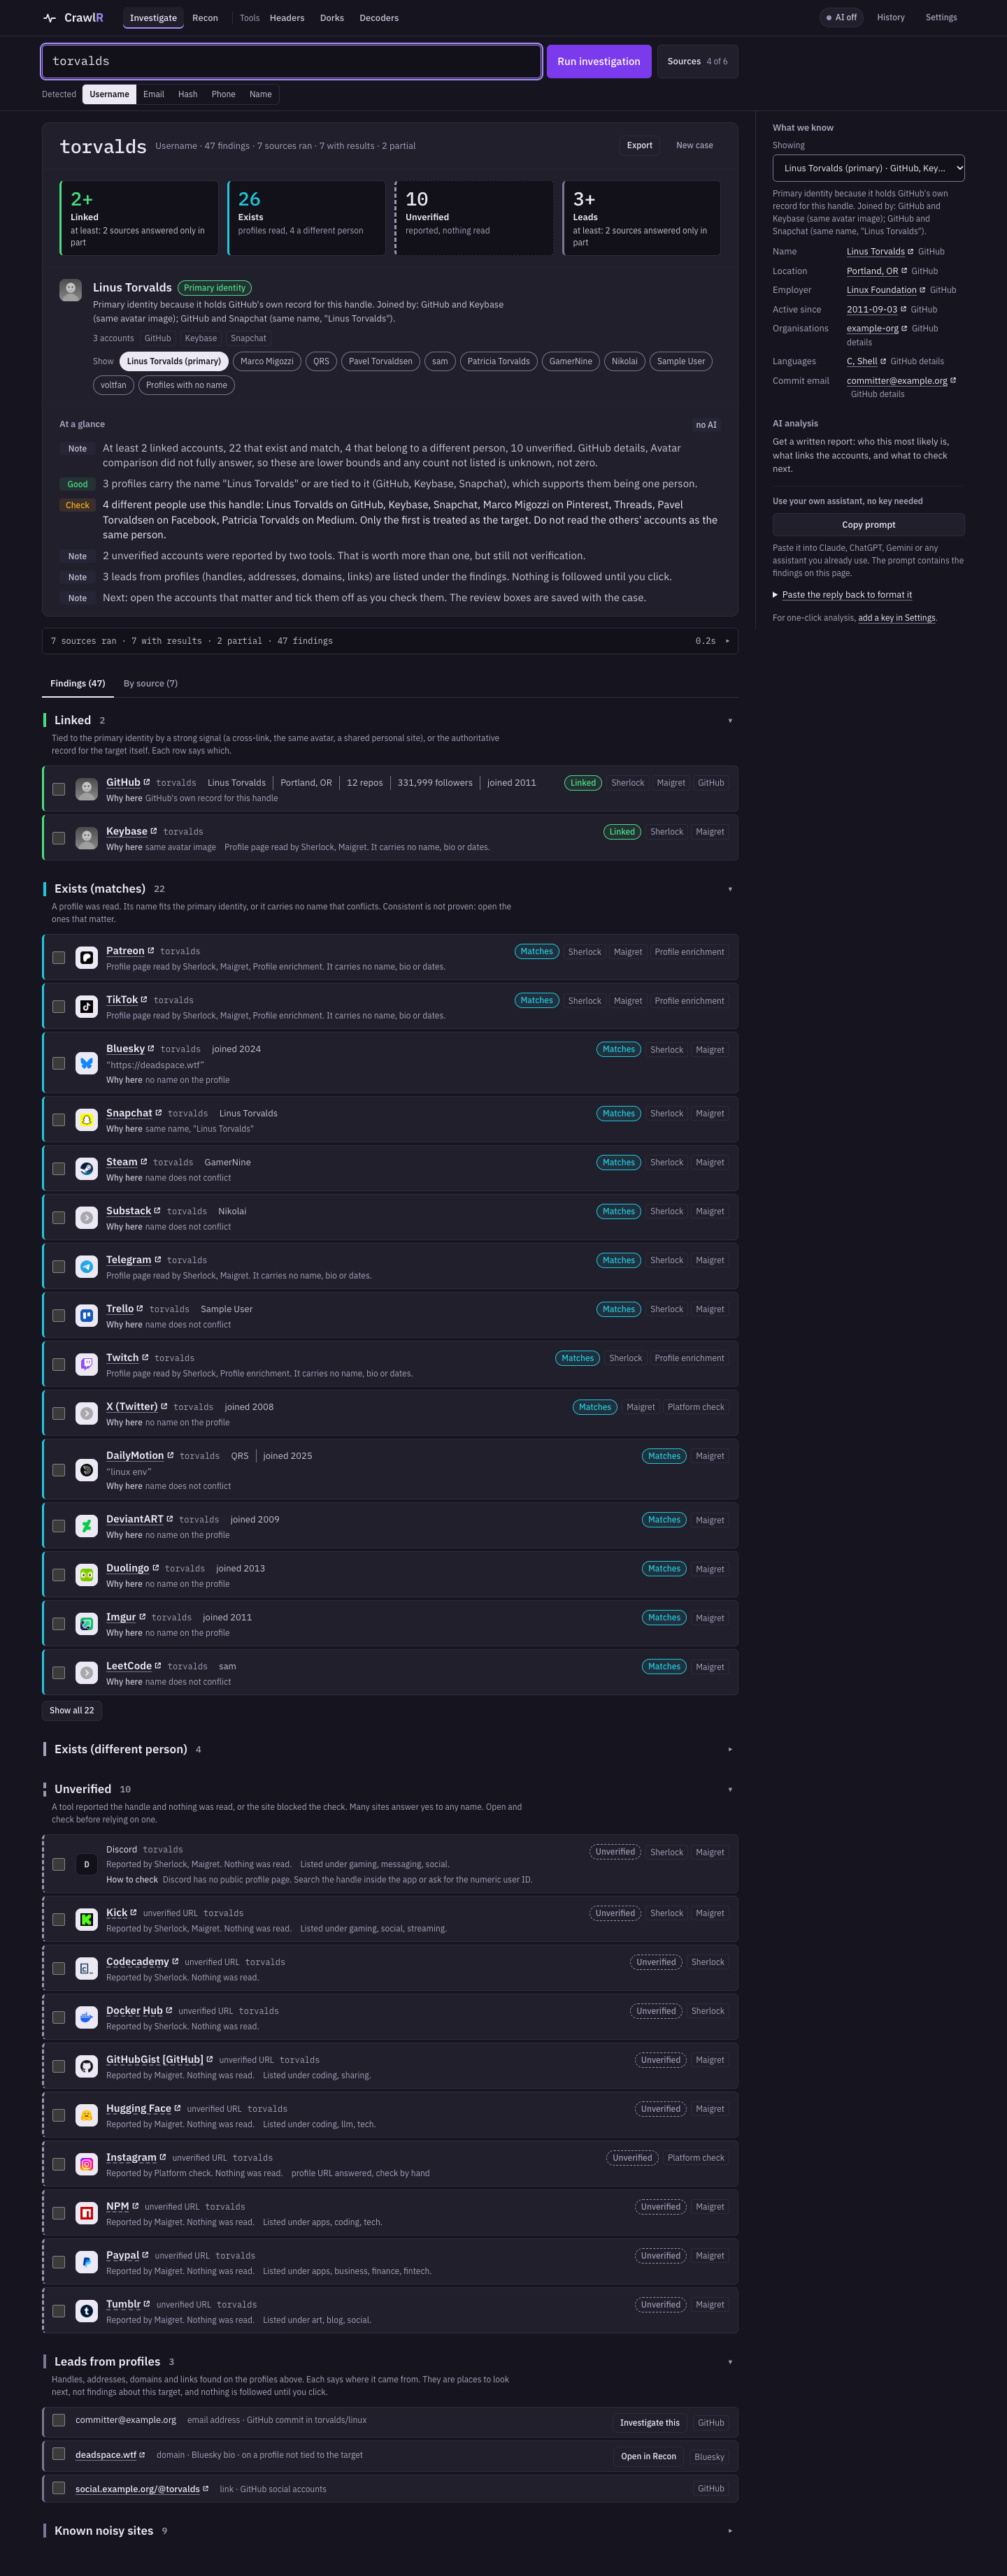 CrawlR Investigate Recon Tools Headers Dorks Decoders AI off History Settings
torvalds Run investigation Sources 4 of 6
Detected Username Email Hash Phone Name
torvalds Username · 47 findings · 7 sources ran · 7 with results · 2 partial Export New case
2+
Linked
at least: 2 sources answered only in
part
26
Exists
profiles read, 4 a different person
10
Unverified
reported, nothing read
3+
Leads
at least: 2 sources answered only in
part
Linus Torvalds Primary identity
Primary identity because it holds GitHub's own record for this handle. Joined by: GitHub and Keybase
(same avatar image); GitHub and Snapchat (same name, "Linus Torvalds").
3 accounts GitHub Keybase Snapchat
Show Linus Torvalds (primary) Marco Migozzi QRS Pavel Torvaldsen sam Patricia Torvalds GamerNine Nikolai Sample User
voltfan Profiles with no name
At a glance no AI
Note At least 2 linked accounts, 22 that exist and match, 4 that belong to a different person, 10 unverified. GitHub details, Avatar
comparison did not fully answer, so these are lower bounds and any count not listed is unknown, not zero.
Good 3 profiles carry the name "Linus Torvalds" or are tied to it (GitHub, Keybase, Snapchat), which supports them being one person.
Check 4 different people use this handle: Linus Torvalds on GitHub, Keybase, Snapchat, Marco Migozzi on Pinterest, Threads, Pavel
Torvaldsen on Facebook, Patricia Torvalds on Medium. Only the first is treated as the target. Do not read the others' accounts as the
same person.
Note 2 unverified accounts were reported by two tools. That is worth more than one, but still not verification.
Note 3 leads from profiles (handles, addresses, domains, links) are listed under the findings. Nothing is followed until you click.
Note Next: open the accounts that matter and tick them off as you check them. The review boxes are saved with the case.
7 sources ran · 7 with results · 2 partial · 47 findings 0.2s
Findings (47) By source (7)
Linked 2
Tied to the primary identity by a strong signal (a cross-link, the same avatar, a shared personal site), or the authoritative
record for the target itself. Each row says which.
GitHub torvalds Linus Torvalds Portland, OR 12 repos 331,999 followers joined 2011 Linked Sherlock Maigret GitHub
Why here GitHub's own record for this handle
Keybase torvalds Linked Sherlock Maigret
Why here same avatar image Profile page read by Sherlock, Maigret. It carries no name, bio or dates.
Exists (matches) 22
A profile was read. Its name fits the primary identity, or it carries no name that conflicts. Consistent is not proven: open the
ones that matter.
Patreon torvalds Matches Sherlock Maigret Profile enrichment
Profile page read by Sherlock, Maigret, Profile enrichment. It carries no name, bio or dates.
TikTok torvalds Matches Sherlock Maigret Profile enrichment
Profile page read by Sherlock, Maigret, Profile enrichment. It carries no name, bio or dates.
Bluesky torvalds joined 2024 Matches Sherlock Maigret
"https://deadspace.wtf"
Why here no name on the profile
Snapchat torvalds Linus Torvalds Matches Sherlock Maigret
Why here same name, "Linus Torvalds"
Steam torvalds GamerNine Matches Sherlock Maigret
Why here name does not conflict
Substack torvalds Nikolai Matches Sherlock Maigret
Why here name does not conflict
Telegram torvalds Matches Sherlock Maigret
Profile page read by Sherlock, Maigret. It carries no name, bio or dates.
Trello torvalds Sample User Matches Sherlock Maigret
Why here name does not conflict
Twitch torvalds Matches Sherlock Profile enrichment
Profile page read by Sherlock, Profile enrichment. It carries no name, bio or dates.
X (Twitter) torvalds joined 2008 Matches Maigret Platform check
Why here no name on the profile
DailyMotion torvalds QRS joined 2025 Matches Maigret
"linux env"
Why here name does not conflict
DeviantART torvalds joined 2009 Matches Maigret
Why here no name on the profile
Duolingo torvalds joined 2013 Matches Maigret
Why here no name on the profile
Imgur torvalds joined 2011 Matches Maigret
Why here no name on the profile
LeetCode torvalds sam Matches Maigret
Why here name does not conflict
Show all 22
Exists (different person) 4
Unverified 10
A tool reported the handle and nothing was read, or the site blocked the check. Many sites answer yes to any name. Open and
check before relying on one.
D Discord torvalds Unverified Sherlock Maigret
Reported by Sherlock, Maigret. Nothing was read. Listed under gaming, messaging, social.
How to check Discord has no public profile page. Search the handle inside the app or ask for the numeric user ID.
Kick unverified URL torvalds Unverified Sherlock Maigret
Reported by Sherlock, Maigret. Nothing was read. Listed under gaming, social, streaming.
Codecademy unverified URL torvalds Unverified Sherlock
Reported by Sherlock. Nothing was read.
Docker Hub unverified URL torvalds Unverified Sherlock
Reported by Sherlock. Nothing was read.
GitHubGist [GitHub] unverified URL torvalds Unverified Maigret
Reported by Maigret. Nothing was read. Listed under coding, sharing.
Hugging Face unverified URL torvalds Unverified Maigret
Reported by Maigret. Nothing was read. Listed under coding, llm, tech.
Instagram unverified URL torvalds Unverified Platform check
Reported by Platform check. Nothing was read. profile URL answered, check by hand
NPM unverified URL torvalds Unverified Maigret
Reported by Maigret. Nothing was read. Listed under apps, coding, tech.
Paypal unverified URL torvalds Unverified Maigret
Reported by Maigret. Nothing was read. Listed under apps, business, finance, fintech.
Tumblr unverified URL torvalds Unverified Maigret
Reported by Maigret. Nothing was read. Listed under art, blog, social.
Leads from profiles 3
Handles, addresses, domains and links found on the profiles above. Each says where it came from. They are places to look
next, not findings about this target, and nothing is followed until you click.
committer@example.org email address · GitHub commit in torvalds/linux Investigate this GitHub
deadspace.wtf domain · Bluesky bio · on a profile not tied to the target Open in Recon Bluesky
social.example.org/@torvalds link · GitHub social accounts GitHub
Known noisy sites 9
What we know
Showing
Linus Torvalds (primary) · GitHub, Key...
Primary identity because it holds GitHub's own
record for this handle. Joined by: GitHub and
Keybase (same avatar image); GitHub and
Snapchat (same name, "Linus Torvalds").
Name Linus Torvalds GitHub
Location Portland, OR GitHub
Employer Linux Foundation GitHub
Active since 2011-09-03 GitHub
Organisations example-org GitHub
details
Languages C, Shell GitHub details
Commit email committer@example.org
GitHub details
AI analysis
Get a written report: who this most likely is,
what links the accounts, and what to check
next.
Use your own assistant, no key needed
Copy prompt
Paste it into Claude, ChatGPT, Gemini or any
assistant you already use. The prompt contains the
findings on this page.
Paste the reply back to format it
For one-click analysis, add a key in Settings.